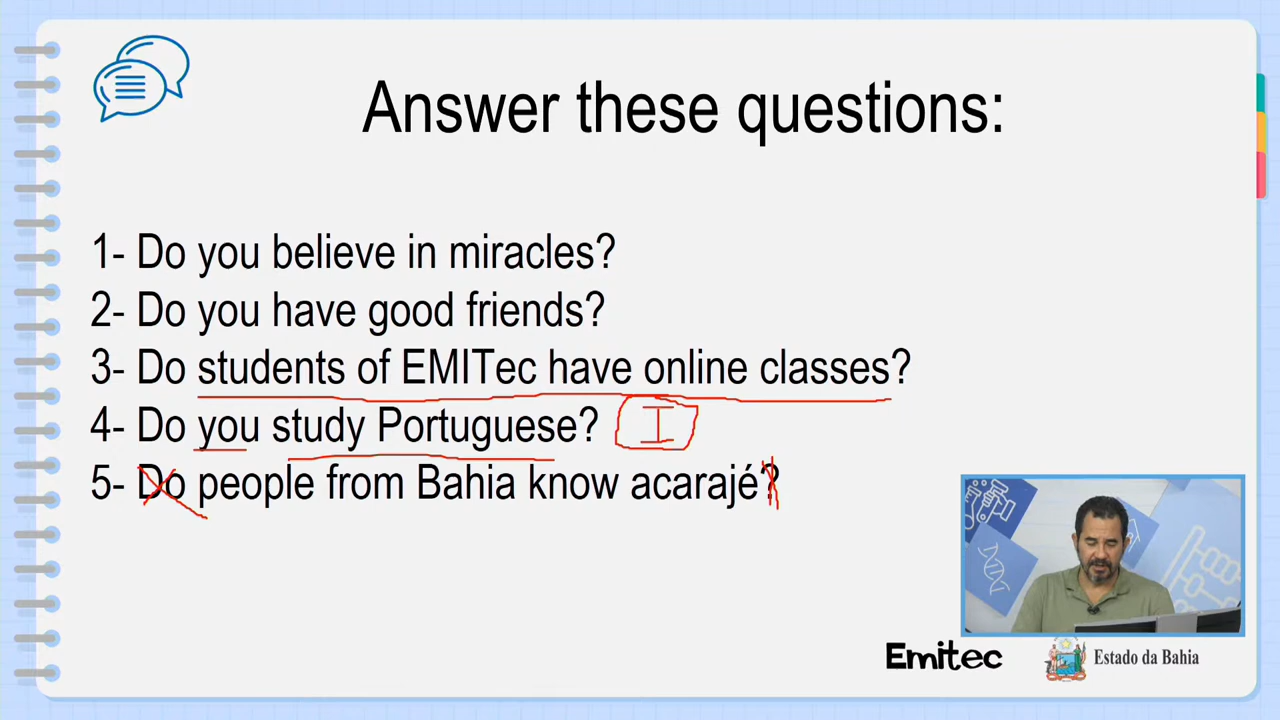 Answer these questions:
1- Do you believe in miracles?
2- Do you have good friends?
3- Do students of EMITec have online classes?
4- Do you study Portuguese? I
5- Do people from Bahia know acarajé?
Emitec
Estado da Bahia